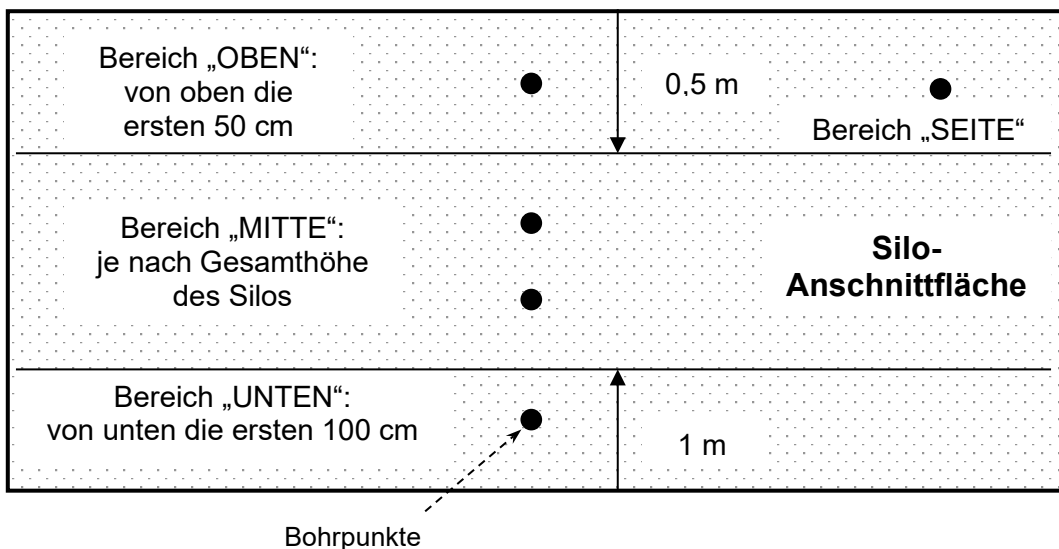 Bereich „OBEN“:
von oben die
ersten 50 cm
0,5 m
Bereich „SEITE“
Bereich „MITTE“:
je nach Gesamthöhe
des Silos
Silo-
Anschnittfläche
Bereich „UNTEN“:
von unten die ersten 100 cm
1 m
Bohrpunkte